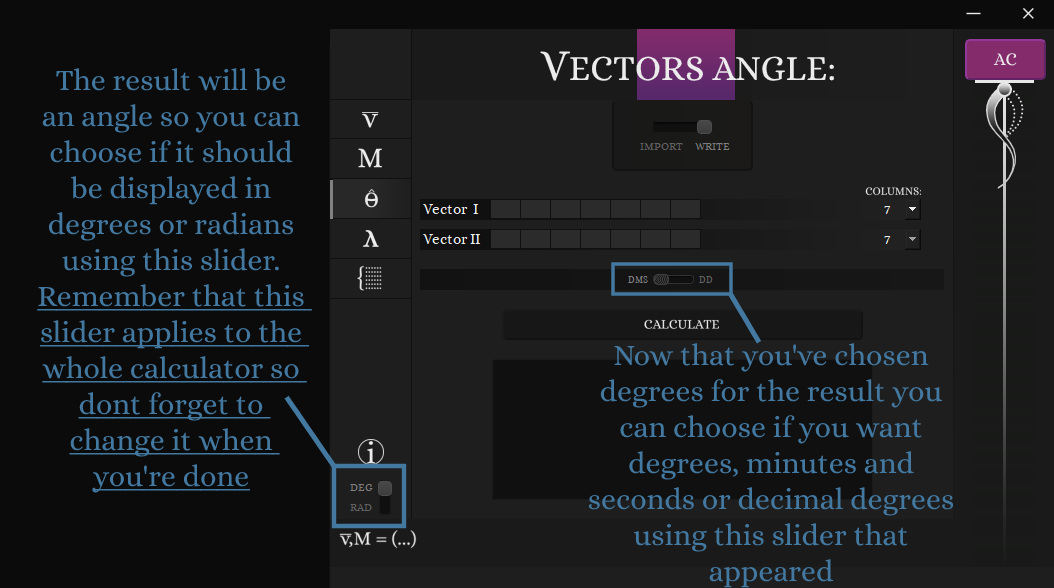 The result will be
an angle so you can
choose if it should
be displayed in
degrees or radians
using this slider.
Remember that this
slider applies to the
whole calculator so
dont forget to
change it when
you're done
VECTORS ANGLE:
AC
v̅
M
θ̂
λ
{
IMPORT WRITE
COLUMNS:
Vector I 7
Vector II 7
DMS DD
CALCULATE
Now that you've chosen
degrees for the result you
can choose if you want
degrees, minutes and
seconds or decimal degrees
using this slider that
appeared
i
DEG
RAD
v̅,M = (...)